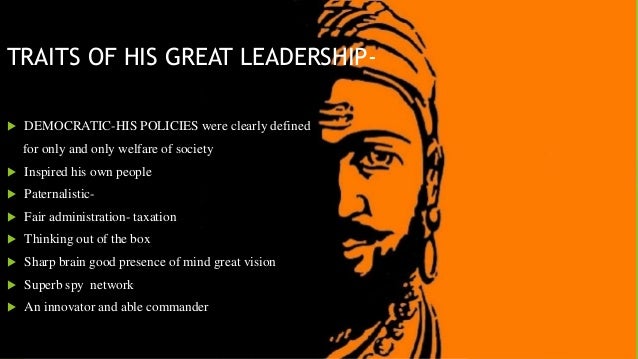 TRAITS OF HIS GREAT LEADERSHIP-
DEMOCRATIC-HIS POLICIES were clearly defined
for only and only welfare of society
Inspired his own people
Paternalistic-
Fair administration- taxation
Thinking out of the box
Sharp brain good presence of mind great vision
Superb spy network
An innovator and able commander